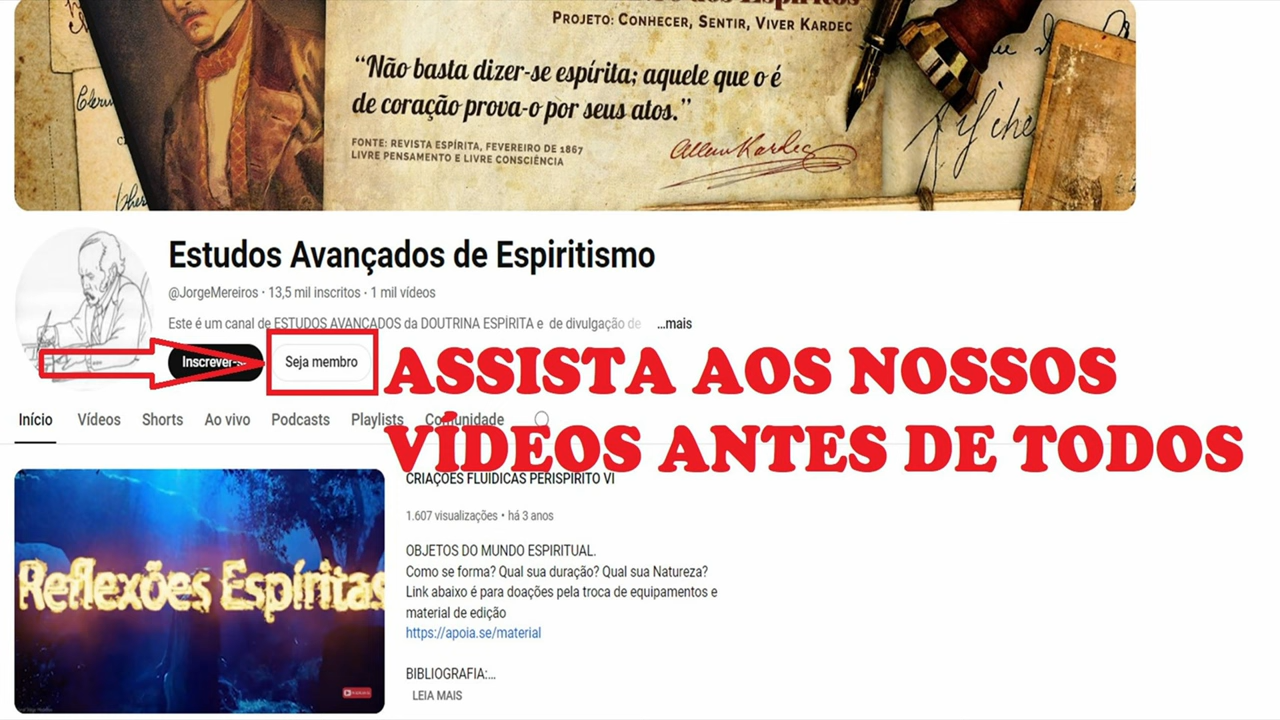 PROJETO: CONHECER, SENTIR, VIVER KARDEC
“Não basta dizer-se espírita; aquele que o é
de coração prova-o por seus atos.”
FONTE: REVISTA ESPÍRITA, FEVEREIRO DE 1867
LIVRE PENSAMENTO E LIVRE CONSCIÊNCIA
Allan Kardec
Estudos Avançados de Espiritismo
@JorgeMereiros · 13,5 mil inscritos · 1 mil vídeos
Este é um canal de ESTUDOS AVANÇADOS da DOUTRINA ESPÍRITA e de divulgação de ...mais
Inscrever-se Seja membro
ASSISTA AOS NOSSOS
VÍDEOS ANTES DE TODOS
Início Vídeos Shorts Ao vivo Podcasts Playlists Comunidade
Reflexões Espíritas
CRIAÇÕES FLUIDICAS PERISPIRITO VI
1.607 visualizações • há 3 anos
OBJETOS DO MUNDO ESPIRITUAL.
Como se forma? Qual sua duração? Qual sua Natureza?
Link abaixo é para doações pela troca de equipamentos e
material de edição
https://apoia.se/material
BIBLIOGRAFIA:...
LEIA MAIS